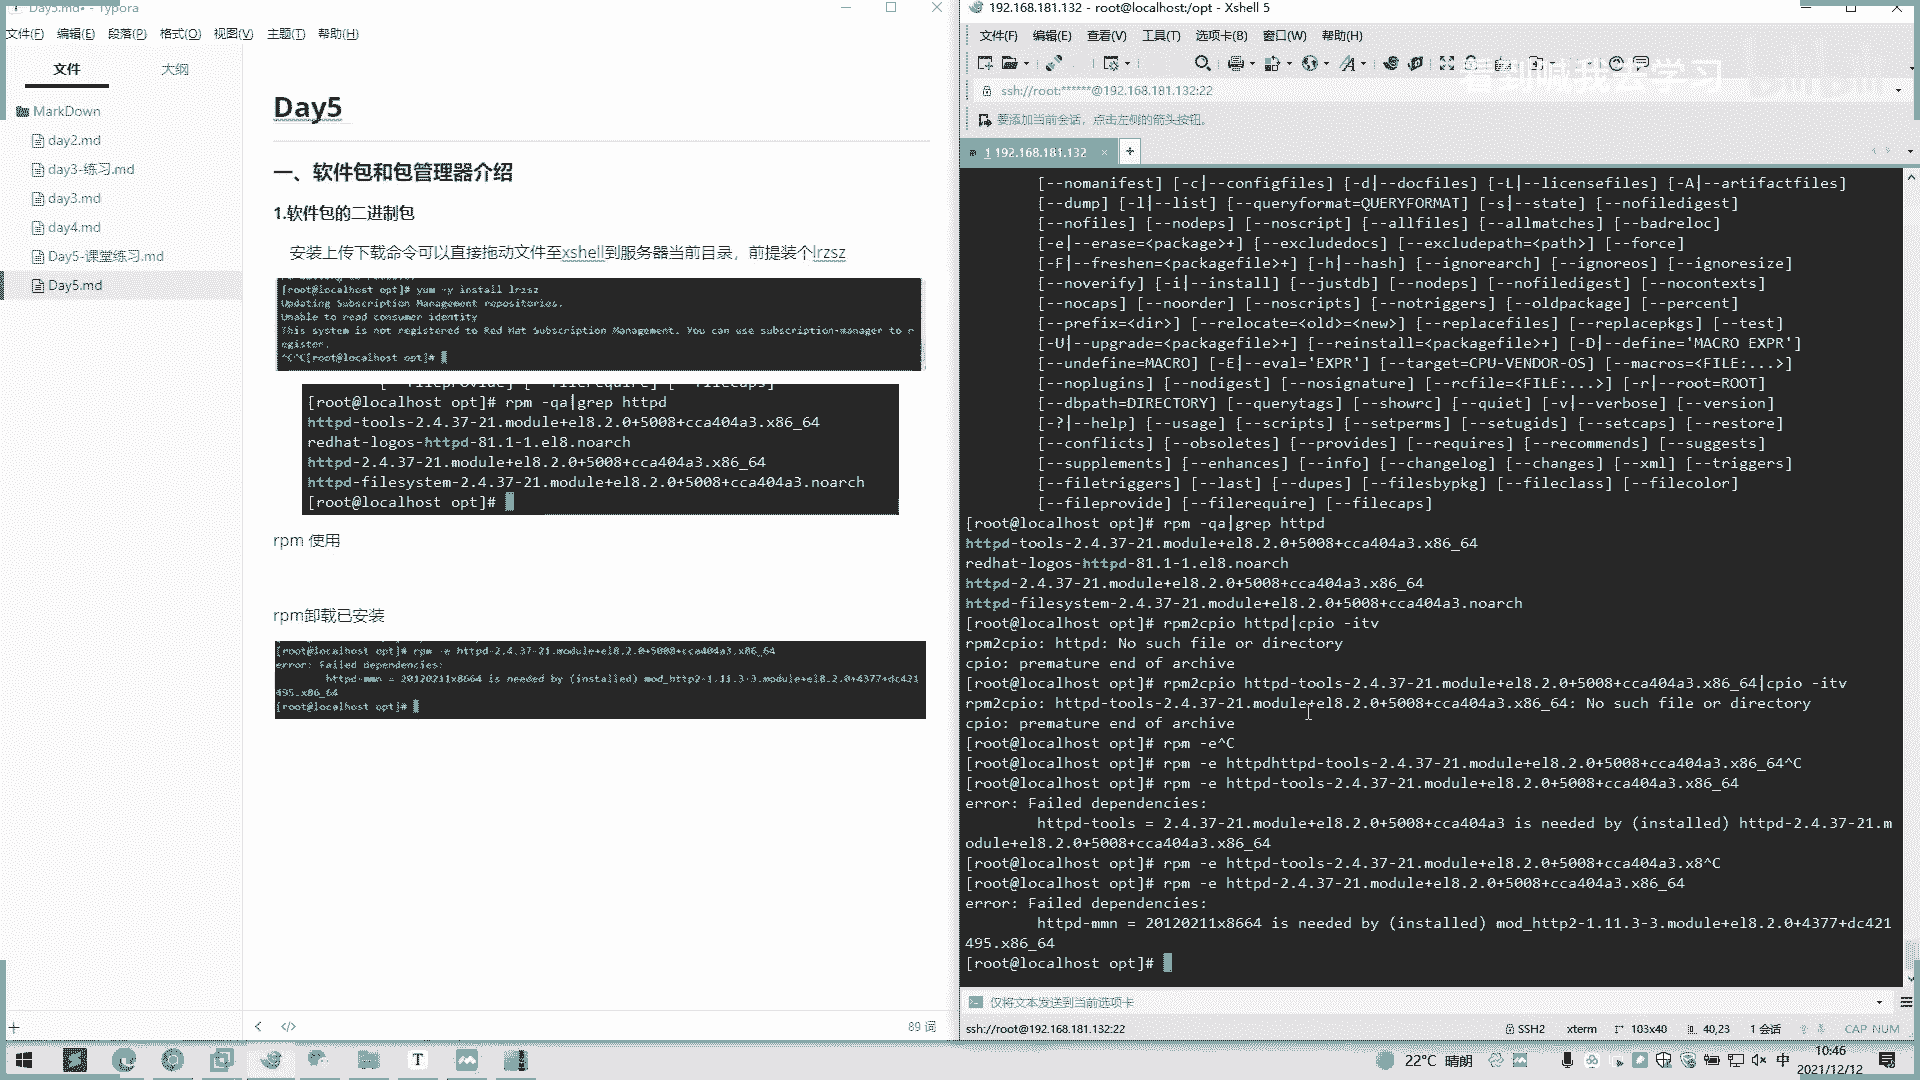 Day5.md• - Typora
文件(F) 编辑(E) 段落(P) 格式(O) 视图(V) 主题(T) 帮助(H)
文件 大纲
MarkDown
day2.md
day3-练习.md
day3.md
day4.md
Day5-课堂练习.md
Day5.md
Day5
一、软件包和包管理器介绍
1.软件包的二进制包
安装上传下载命令可以直接拖动文件至xshell到服务器当前目录，前提装个lrzsz
[root@localhost opt]# yum -y install lrzsz
Updating Subscription Management repositories.
Unable to read consumer identity
This system is not registered to Red Hat Subscription Management. You can use subscription-manager to r
egister.
^C^C[root@localhost opt]#
[--fileprovide] [--filerequire] [--filecaps]
[root@localhost opt]# rpm -qa|grep httpd
httpd-tools-2.4.37-21.module+el8.2.0+5008+cca404a3.x86_64
redhat-logos-httpd-81.1-1.el8.noarch
httpd-2.4.37-21.module+el8.2.0+5008+cca404a3.x86_64
httpd-filesystem-2.4.37-21.module+el8.2.0+5008+cca404a3.noarch
[root@localhost opt]#
rpm 使用
rpm卸载已安装
[root@localhost opt]# rpm -e httpd-2.4.37-21.module+el8.2.0+5008+cca404a3.x86_64
error: Failed dependencies:
httpd-mmn = 20120211x8664 is needed by (installed) mod_http2-1.11.3-3.module+el8.2.0+4377+dc421
495.x86_64
[root@localhost opt]#
89 词
192.168.181.132 - root@localhost:/opt - Xshell 5
文件(F) 编辑(E) 查看(V) 工具(T) 选项卡(B) 窗口(W) 帮助(H)
看到喊我去学习
ssh://root:******@192.168.181.132:22
要添加当前会话，点击左侧的箭头按钮。
1 192.168.181.132
[--nomanifest] [-c|--configfiles] [-d|--docfiles] [-L|--licensefiles] [-A|--artifactfiles]
[--dump] [-l|--list] [--queryformat=QUERYFORMAT] [-s|--state] [--nofiledigest]
[--nofiles] [--nodeps] [--noscript] [--allfiles] [--allmatches] [--badreloc]
[-e|--erase=<package>+] [--excludedocs] [--excludepath=<path>] [--force]
[-F|--freshen=<packagefile>+] [-h|--hash] [--ignorearch] [--ignoreos] [--ignoresize]
[--noverify] [-i|--install] [--justdb] [--nodeps] [--nofiledigest] [--nocontexts]
[--nocaps] [--noorder] [--noscripts] [--notriggers] [--oldpackage] [--percent]
[--prefix=<dir>] [--relocate=<old>=<new>] [--replacefiles] [--replacepkgs] [--test]
[-U|--upgrade=<packagefile>+] [--reinstall=<packagefile>+] [-D|--define='MACRO EXPR']
[--undefine=MACRO] [-E|--eval='EXPR'] [--target=CPU-VENDOR-OS] [--macros=<FILE:...>]
[--noplugins] [--nodigest] [--nosignature] [--rcfile=<FILE:...>] [-r|--root=ROOT]
[--dbpath=DIRECTORY] [--querytags] [--showrc] [--quiet] [-v|--verbose] [--version]
[-?|--help] [--usage] [--scripts] [--setperms] [--setugids] [--setcaps] [--restore]
[--conflicts] [--obsoletes] [--provides] [--requires] [--recommends] [--suggests]
[--supplements] [--enhances] [--info] [--changelog] [--changes] [--xml] [--triggers]
[--filetriggers] [--last] [--dupes] [--filesbypkg] [--fileclass] [--filecolor]
[--fileprovide] [--filerequire] [--filecaps]
[root@localhost opt]# rpm -qa|grep httpd
httpd-tools-2.4.37-21.module+el8.2.0+5008+cca404a3.x86_64
redhat-logos-httpd-81.1-1.el8.noarch
httpd-2.4.37-21.module+el8.2.0+5008+cca404a3.x86_64
httpd-filesystem-2.4.37-21.module+el8.2.0+5008+cca404a3.noarch
[root@localhost opt]# rpm2cpio httpd|cpio -itv
rpm2cpio: httpd: No such file or directory
cpio: premature end of archive
[root@localhost opt]# rpm2cpio httpd-tools-2.4.37-21.module+el8.2.0+5008+cca404a3.x86_64|cpio -itv
rpm2cpio: httpd-tools-2.4.37-21.module+el8.2.0+5008+cca404a3.x86_64: No such file or directory
cpio: premature end of archive
[root@localhost opt]# rpm -e^C
[root@localhost opt]# rpm -e httpdhttpd-tools-2.4.37-21.module+el8.2.0+5008+cca404a3.x86_64^C
[root@localhost opt]# rpm -e httpd-tools-2.4.37-21.module+el8.2.0+5008+cca404a3.x86_64
error: Failed dependencies:
httpd-tools = 2.4.37-21.module+el8.2.0+5008+cca404a3 is needed by (installed) httpd-2.4.37-21.m
odule+el8.2.0+5008+cca404a3.x86_64
[root@localhost opt]# rpm -e httpd-tools-2.4.37-21.module+el8.2.0+5008+cca404a3.x8^C
[root@localhost opt]# rpm -e httpd-2.4.37-21.module+el8.2.0+5008+cca404a3.x86_64
error: Failed dependencies:
httpd-mmn = 20120211x8664 is needed by (installed) mod_http2-1.11.3-3.module+el8.2.0+4377+dc421
495.x86_64
[root@localhost opt]#
仅将文本发送到当前选项卡
ssh://root@192.168.181.132:22 SSH2 xterm 103x40 40,23 1 会话 CAP NUM
22°C 晴朗 中 10:46
2021/12/12